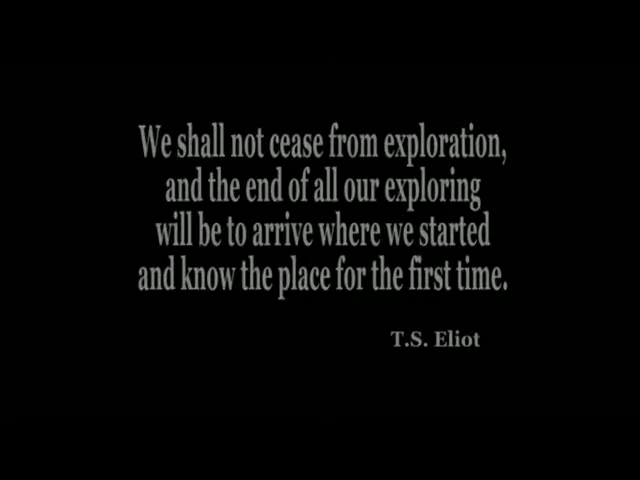 We shall not cease from exploration,
and the end of all our exploring
will be to arrive where we started
and know the place for the first time.
T.S. Eliot